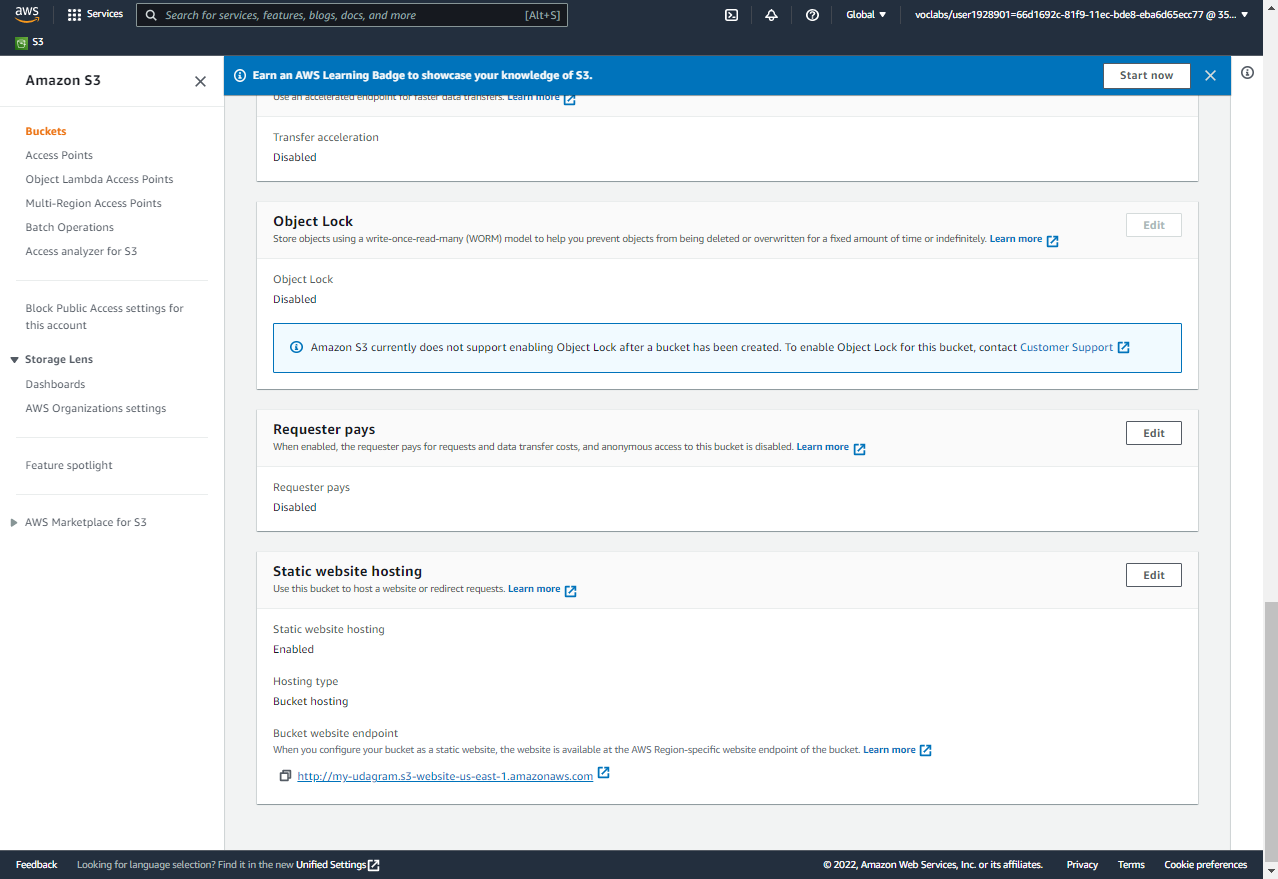 aws
Services
Search for services, features, blogs, docs, and more
[Alt+S]
Global
voclabs/user1928901=66d1692c-81f9-11ec-bde8-eba6d65ecc77 @ 35...
S3
Amazon S3
Buckets
Access Points
Object Lambda Access Points
Multi-Region Access Points
Batch Operations
Access analyzer for S3
Block Public Access settings for
this account
Storage Lens
Dashboards
AWS Organizations settings
Feature spotlight
AWS Marketplace for S3
Earn an AWS Learning Badge to showcase your knowledge of S3.
Start now
Use an accelerated endpoint for faster data transfers. Learn more
Transfer acceleration
Disabled
Object Lock
Edit
Store objects using a write-once-read-many (WORM) model to help you prevent objects from being deleted or overwritten for a fixed amount of time or indefinitely. Learn more
Object Lock
Disabled
Amazon S3 currently does not support enabling Object Lock after a bucket has been created. To enable Object Lock for this bucket, contact Customer Support
Requester pays
Edit
When enabled, the requester pays for requests and data transfer costs, and anonymous access to this bucket is disabled. Learn more
Requester pays
Disabled
Static website hosting
Edit
Use this bucket to host a website or redirect requests. Learn more
Static website hosting
Enabled
Hosting type
Bucket hosting
Bucket website endpoint
When you configure your bucket as a static website, the website is available at the AWS Region-specific website endpoint of the bucket. Learn more
http://my-udagram.s3-website-us-east-1.amazonaws.com
Feedback
Looking for language selection? Find it in the new Unified Settings
© 2022, Amazon Web Services, Inc. or its affiliates.
Privacy
Terms
Cookie preferences